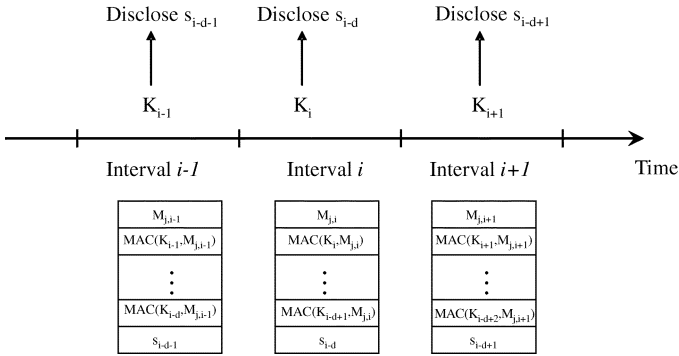 Disclose s_{i-d-1} Disclose s_{i-d} Disclose s_{i-d+1}
K_{i-1} K_i K_{i+1}
Interval i-1 Interval i Interval i+1 Time
M_{j,i-1} M_{j,i} M_{j,i+1}
MAC(K_{i-1},M_{j,i-1}) MAC(K_i,M_{j,i}) MAC(K_{i+1},M_{j,i+1})
⋮ ⋮ ⋮
MAC(K_{i-d},M_{j,i-1}) MAC(K_{i-d+1},M_{j,i}) MAC(K_{i-d+2},M_{j,i+1})
s_{i-d-1} s_{i-d} s_{i-d+1}